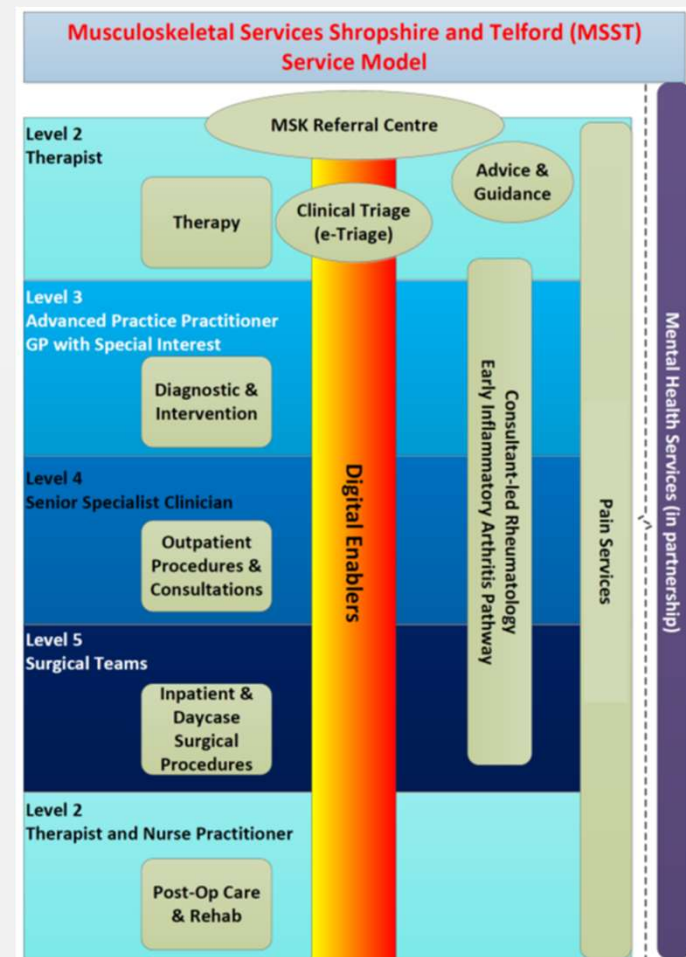 Musculoskeletal Services Shropshire and Telford (MSST)
Service Model
MSK Referral Centre
Level 2
Therapist
Advice &
Guidance
Therapy
Clinical Triage
(e-Triage)
Level 3
Advanced Practice Practitioner
GP with Special Interest
Diagnostic &
Intervention
Level 4
Senior Specialist Clinician
Outpatient
Procedures &
Consultations
Level 5
Surgical Teams
Inpatient &
Daycase
Surgical
Procedures
Level 2
Therapist and Nurse Practitioner
Post-Op Care
& Rehab
Digital Enablers
Consultant-led Rheumatology
Early Inflammatory Arthritis Pathway
Pain Services
Mental Health Services (in partnership)